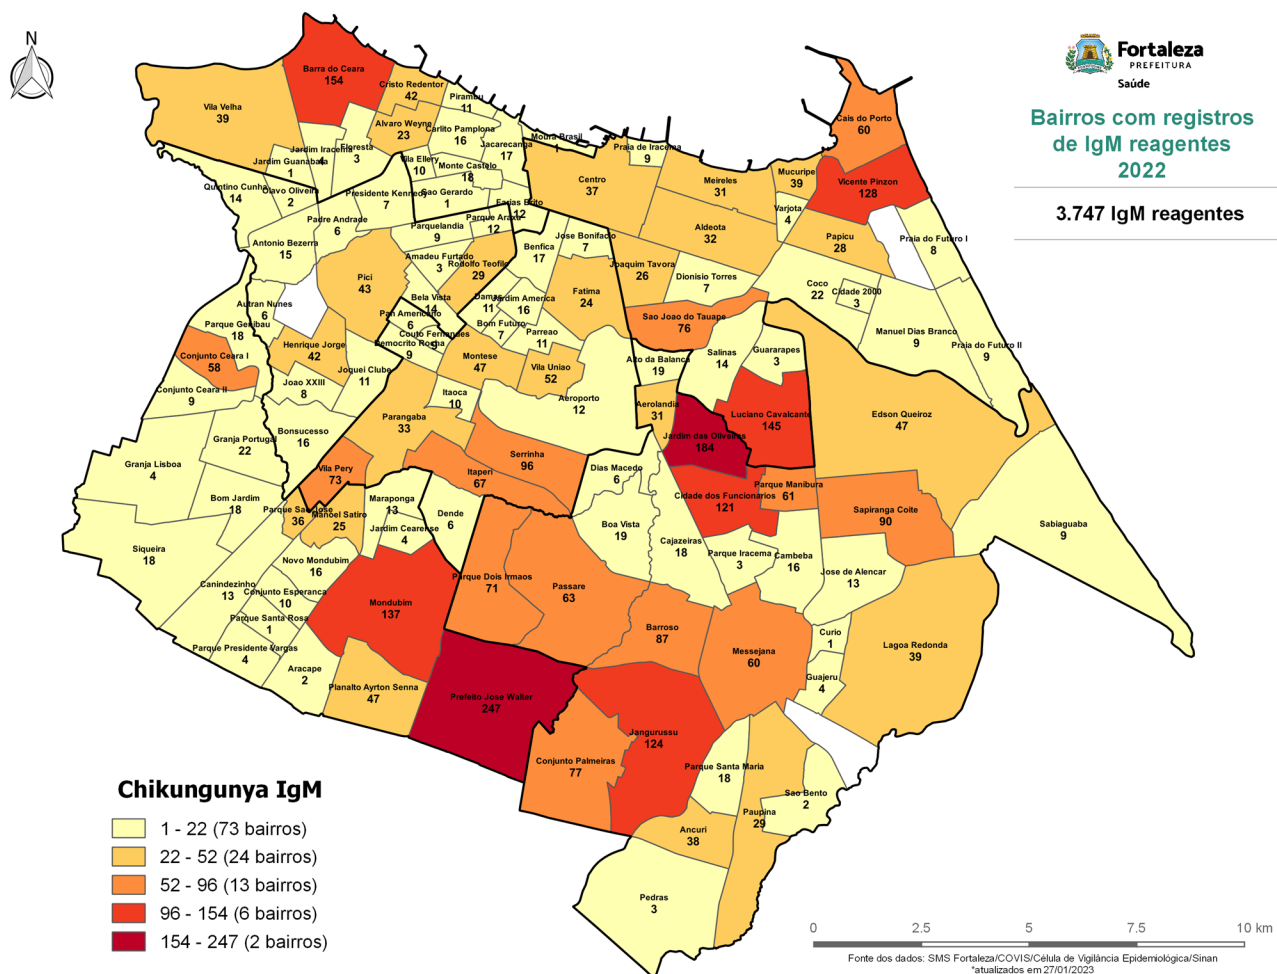 N
Fortaleza
PREFEITURA
Saúde
Bairros com registros
de IgM reagentes
2022
3.747 IgM reagentes
Barra do Ceara
154
Cristo Redentor
42
Pirambu
11
Vila Velha
39
Alvaro Weyne
23
Carlito Pamplona
16
Jacarecanga
17
Moura Brasil
1
Praia de Iracema
9
Cais do Porto
60
Jardim Iracema
Floresta
3
Jardim Guanabara
1
Vila Ellery
10
Monte Castelo
18
Centro
37
Meireles
31
Mucuripe
39
Vicente Pinzon
128
Quintino Cunha
14
Olavo Oliveira
2
Presidente Kennedy
7
Sao Gerardo
1
Farias Brito
12
Varjota
4
Padre Andrade
6
Parquelandia
9
Parque Araxa
12
Jose Bonifacio
7
Aldeota
32
Papicu
28
Praia do Futuro I
8
Antonio Bezerra
15
Benfica
17
Amadeu Furtado
3
Rodolfo Teofilo
29
Joaquim Tavora
26
Dionisio Torres
7
Pici
43
Coco
22
Cidade 2000
3
Fatima
24
Damas
11
Jardim America
16
Bela Vista
14
Autran Nunes
6
Pan Americano
6
Sao Joao do Tauape
76
Parque Genibau
18
Bom Futuro
7
Parreao
11
Couto Fernandes
Democrito Rocha
9
Manuel Dias Branco
9
Praia do Futuro II
9
Henrique Jorge
42
Conjunto Ceara I
58
Montese
47
Vila Uniao
52
Alto da Balança
19
Salinas
14
Guararapes
3
Joquei Clube
11
Joao XXIII
8
Conjunto Ceara II
9
Itaoca
10
Aeroporto
12
Aerolandia
31
Luciano Cavalcante
145
Edson Queiroz
47
Parangaba
33
Bonsucesso
16
Granja Portugal
22
Jardim das Oliveiras
184
Serrinha
96
Granja Lisboa
4
Vila Pery
73
Itaperi
67
Dias Macedo
6
Parque Manibura
61
Cidade dos Funcionarios
121
Bom Jardim
18
Maraponga
13
Parque Sao Jose
36
Manoel Satiro
25
Dende
6
Sapiranga Coite
90
Boa Vista
19
Sabiaguaba
9
Jardim Cearense
4
Siqueira
18
Cajazeiras
18
Parque Iracema
3
Cambeba
16
Novo Mondubim
16
Jose de Alencar
13
Parque Dois Irmaos
71
Passare
63
Canindezinho
13
Conjunto Esperanca
10
Mondubim
137
Parque Santa Rosa
1
Barroso
87
Curio
1
Lagoa Redonda
39
Parque Presidente Vargas
4
Messejana
60
Aracape
2
Guajeru
4
Planalto Ayrton Senna
47
Prefeito Jose Walter
247
Jangurussu
124
Conjunto Palmeiras
77
Parque Santa Maria
18
Sao Bento
2
Paupina
29
Ancuri
38
Pedras
3
Chikungunya IgM
1 - 22 (73 bairros)
22 - 52 (24 bairros)
52 - 96 (13 bairros)
96 - 154 (6 bairros)
154 - 247 (2 bairros)
0 2.5 5 7.5 10 km
Fonte dos dados: SMS Fortaleza/COVIS/Célula de Vigilância Epidemiológica/Sinan
*atualizados em 27/01/2023